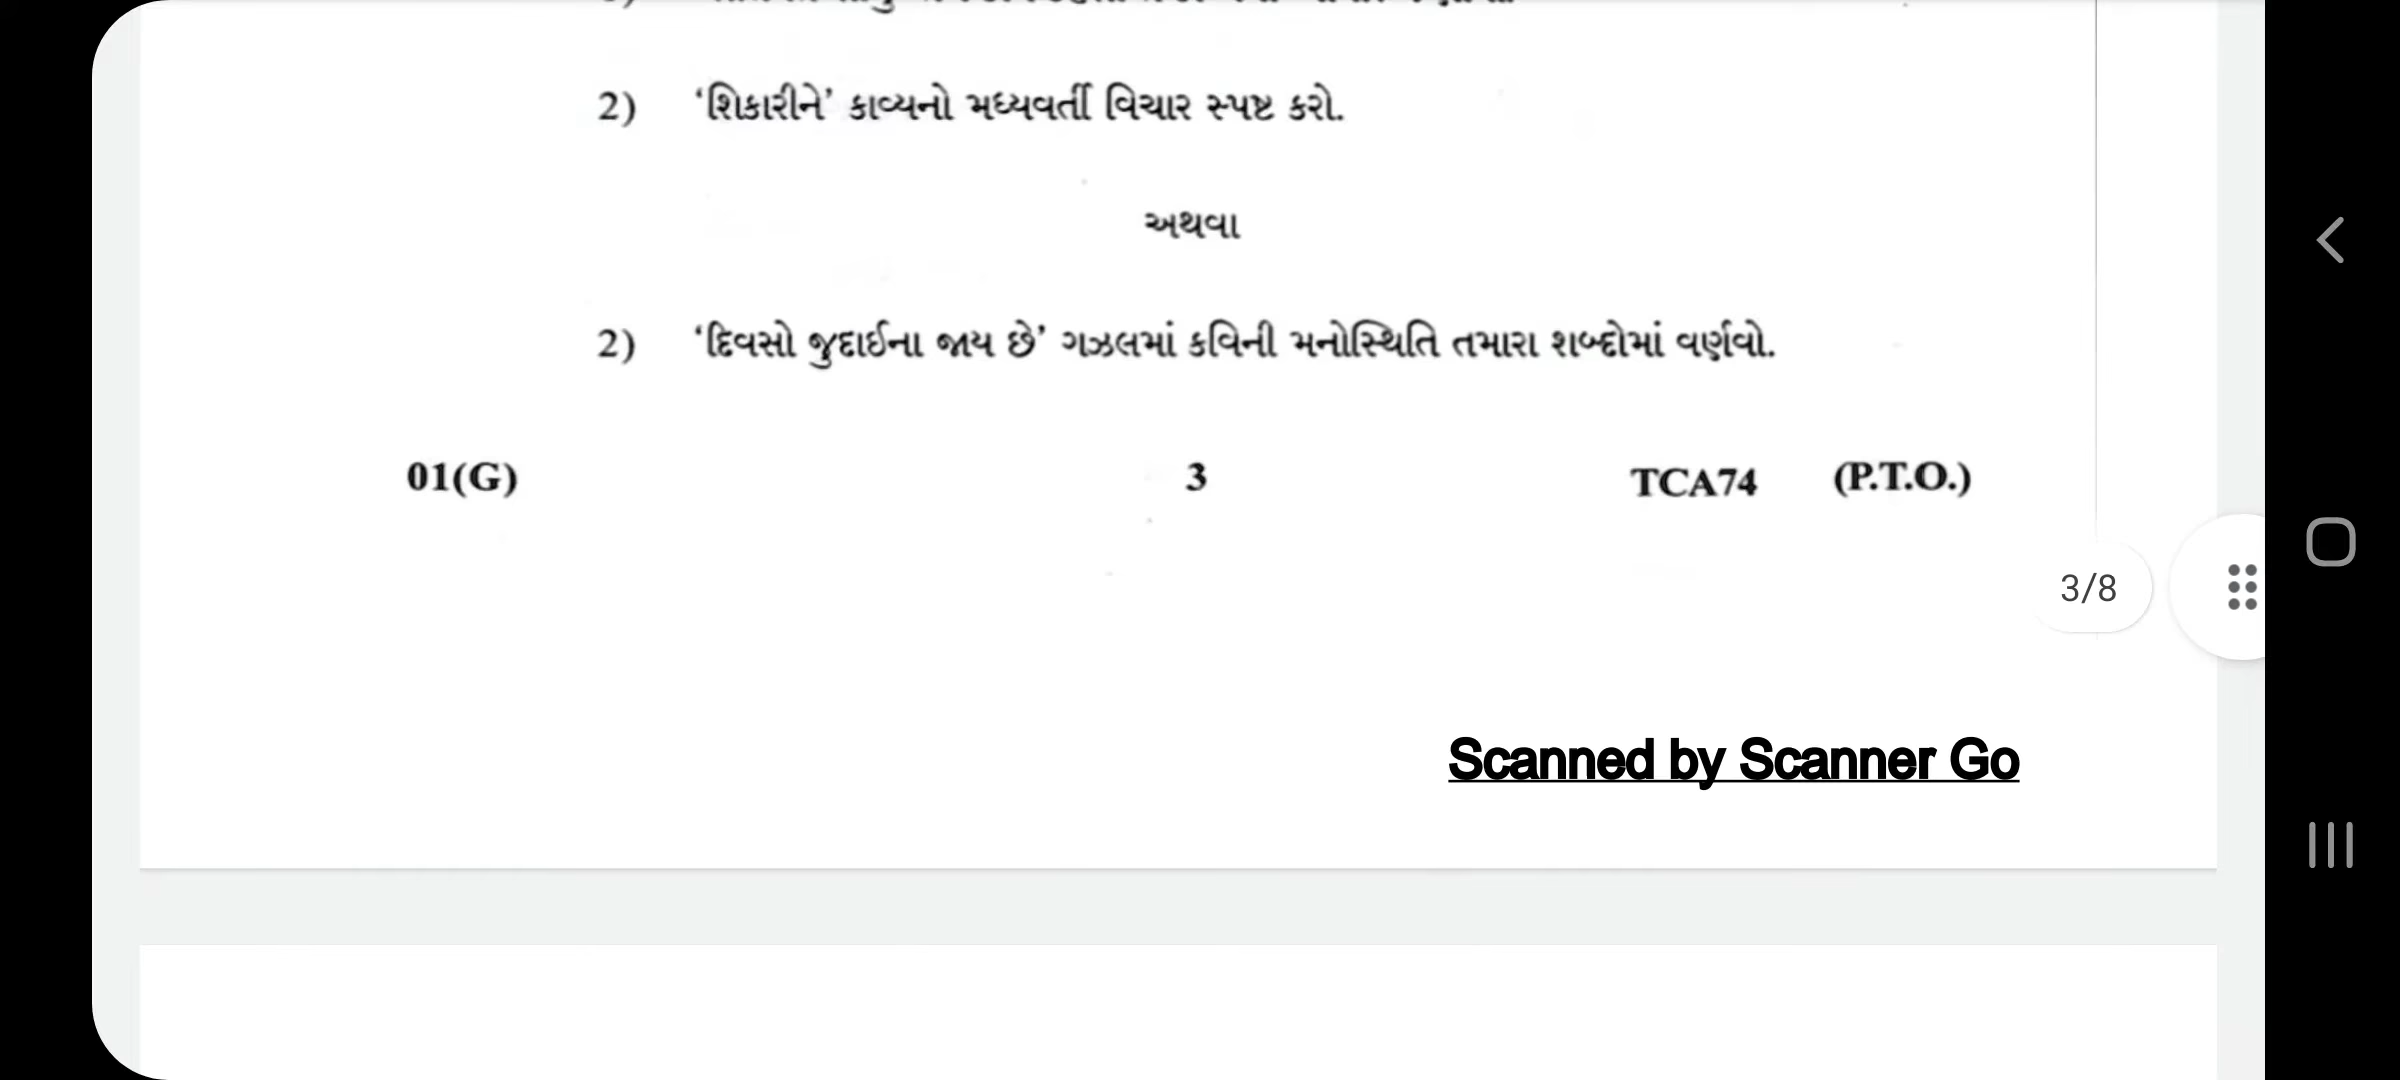 2) ‘શિકારીને’ કાવ્યનો મધ્યવર્તી વિચાર સ્પષ્ટ કરો.
અથવા
2) ‘દિવસો જુદાઈના જાય છે’ ગઝલમાં કવિની મનોસ્થિતિ તમારા શબ્દોમાં વર્ણવો.
01(G) 3 TCA74 (P.T.O.)
3/8
Scanned by Scanner Go